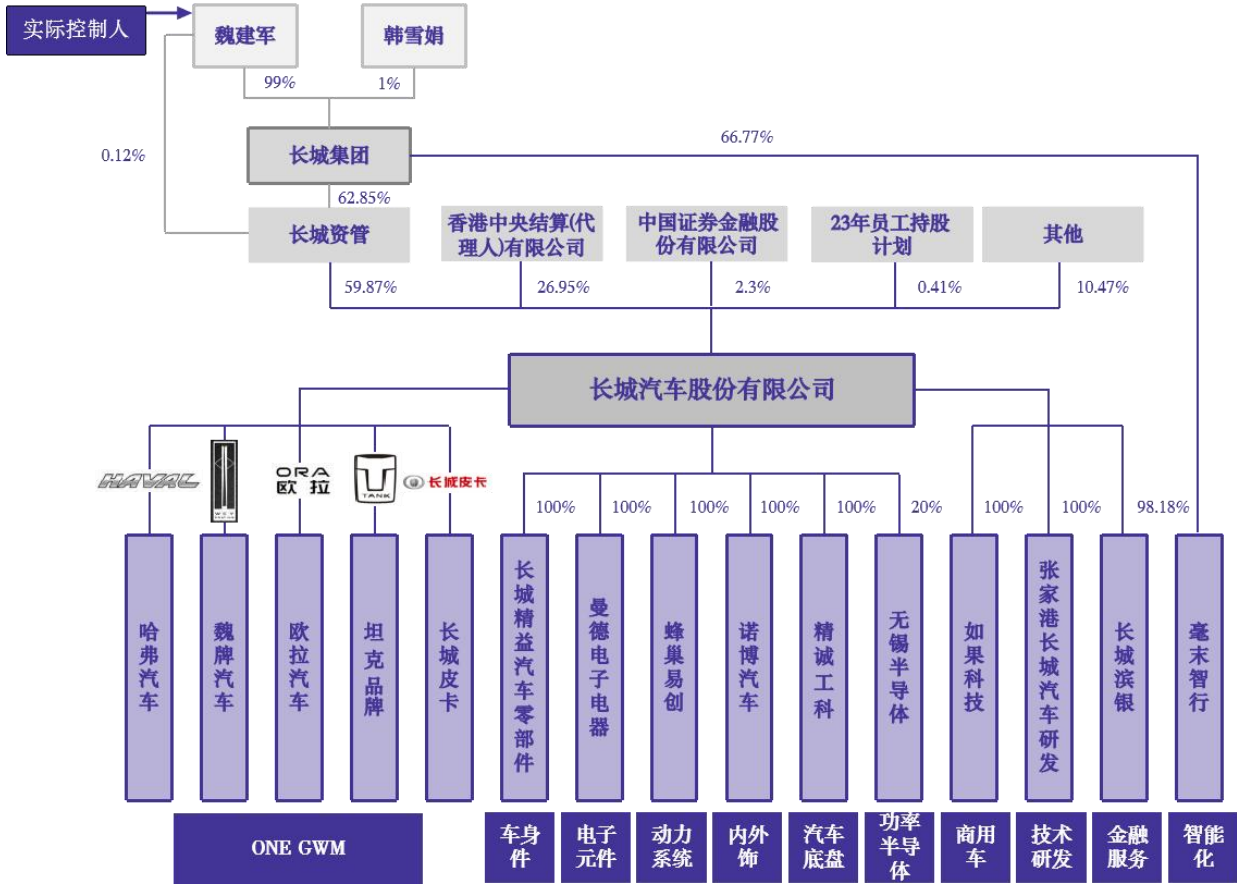 实际控制人
魏建军
韩雪娟
99%
1%
0.12%
长城集团
66.77%
62.85%
长城资管
香港中央结算(代
理人)有限公司
中国证券金融股
份有限公司
23年员工持股
计划
其他
59.87%
26.95%
2.3%
0.41%
10.47%
长城汽车股份有限公司
HAVAL
WEY
ORA
欧拉
TANK
长城皮卡
100%
100%
100%
100%
100%
20%
100%
100%
98.18%
哈弗汽车
魏牌汽车
欧拉汽车
坦克品牌
长城皮卡
长城精益汽车零部件
曼德电子电器
蜂巢易创
诺博汽车
精诚工科
无锡半导体
如果科技
张家港长城汽车研发
长城滨银
毫末智行
ONE GWM
车身
件
电子
元件
动力
系统
内外
饰
汽车
底盘
功率
半导
体
商用
车
技术
研发
金融
服务
智能
化